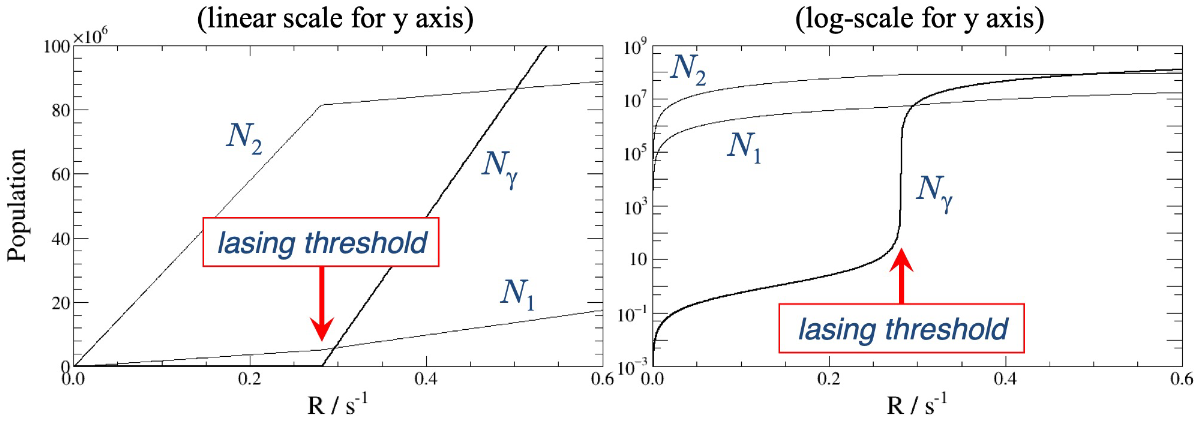 (linear scale for y axis)
100 ×10⁶
80
60
40
20
0
0.0 0.2 0.4 0.6
Population
R / s⁻¹
N₂
Nγ
N₁
lasing threshold
(log-scale for y axis)
10⁹
10⁷
10⁵
10³
10
10⁻¹
10⁻³
0.0 0.2 0.4 0.6
R / s⁻¹
N₂
N₁
Nγ
lasing threshold